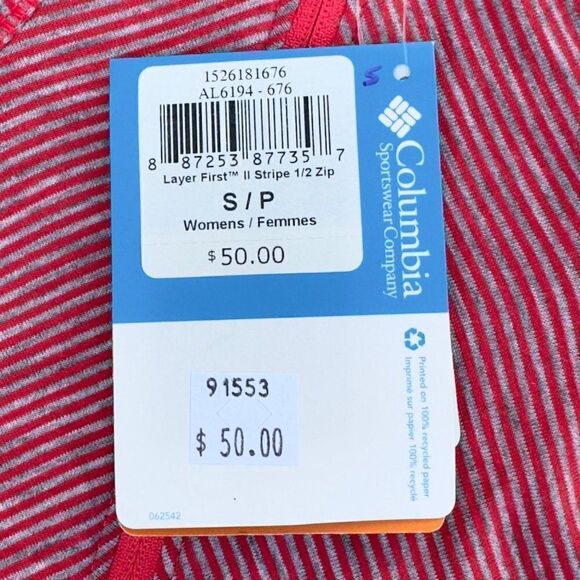 1526181676
AL6194 - 676
8 87253 87735 7
Layer First™ II Stripe 1/2 Zip
S / P
Womens / Femmes
$ 50.00
S
Columbia
Sportswear Company
Printed on 100% recycled paper
Imprimé sur papier 100% recyclé
91553
$ 50.00
062542